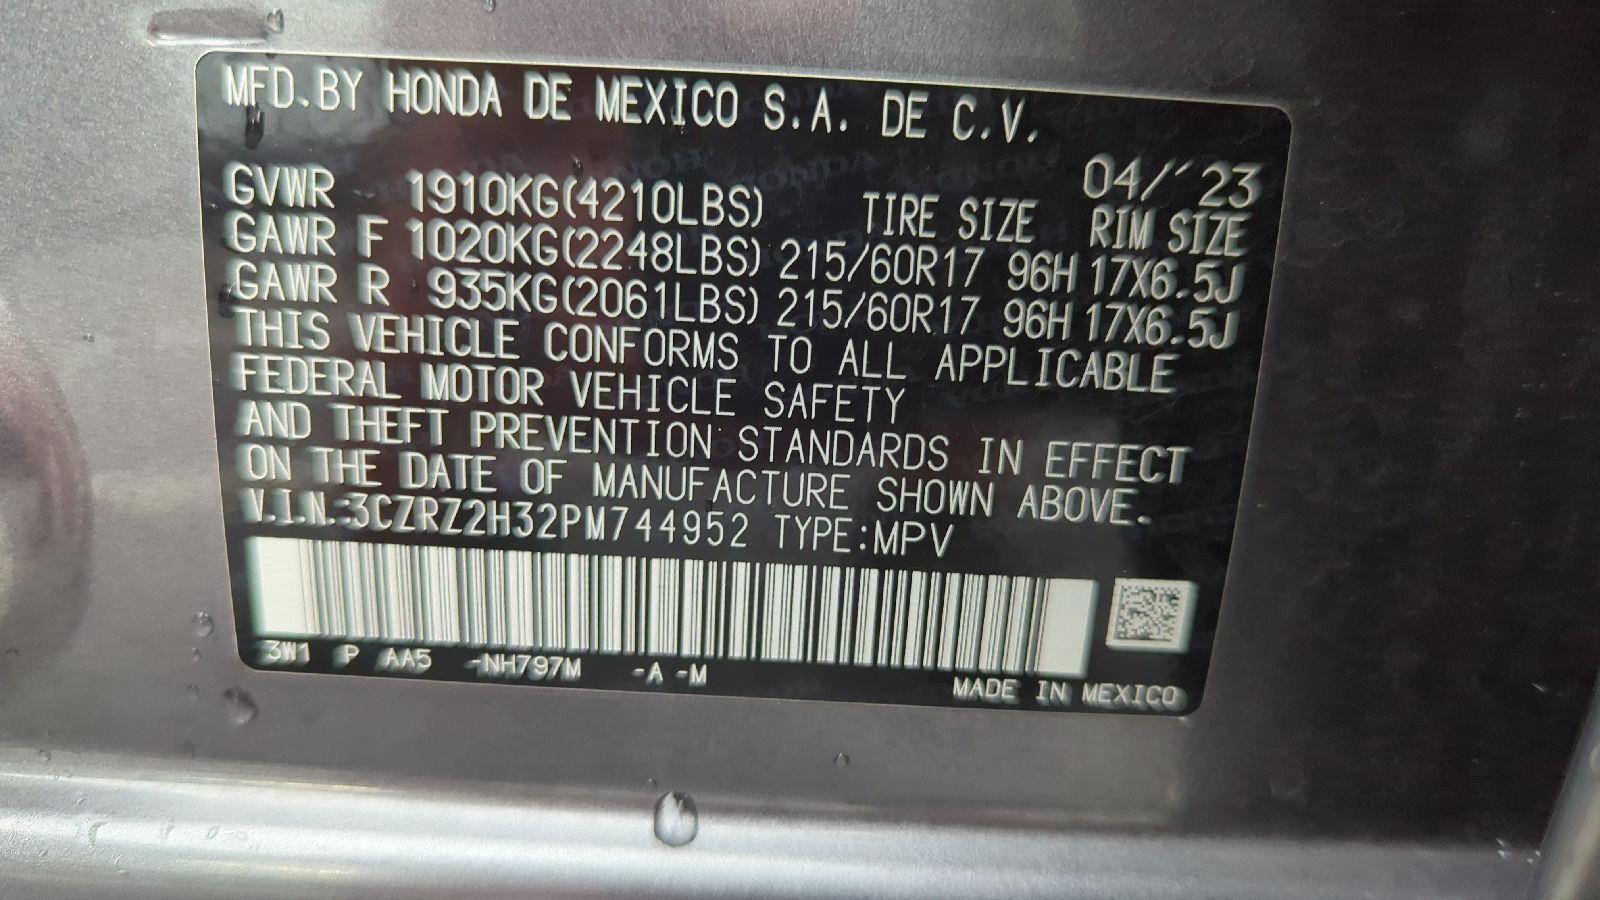 MFD.BY HONDA DE MEXICO S.A. DE C.V.
04/'23
GVWR 1910KG(4210LBS) TIRE SIZE RIM SIZE
GAWR F 1020KG(2248LBS) 215/60R17 96H 17X6.5J
GAWR R 935KG(2061LBS) 215/60R17 96H 17X6.5J
THIS VEHICLE CONFORMS TO ALL APPLICABLE
FEDERAL MOTOR VEHICLE SAFETY
AND THEFT PREVENTION STANDARDS IN EFFECT
ON THE DATE OF MANUFACTURE SHOWN ABOVE.
V.I.N.:3CZRZ2H32PM744952 TYPE:MPV
3W1 P AA5 -NH797M -A -M
MADE IN MEXICO